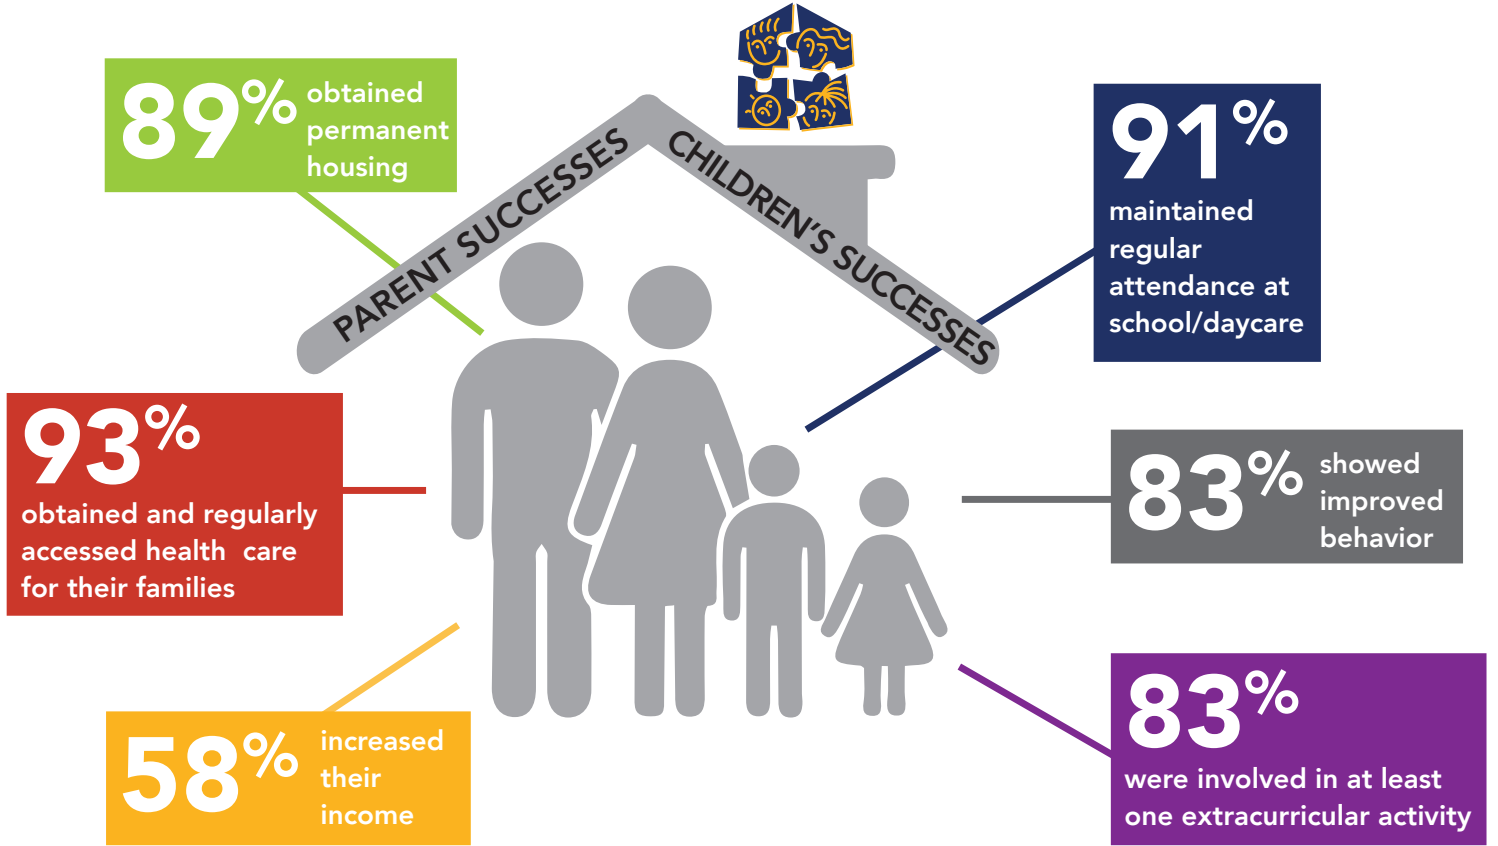 PARENT SUCCESSES
89% obtained
permanent
housing
93%
obtained and regularly
accessed health care
for their families
58% increased
their
income
CHILDREN'S SUCCESSES
91%
maintained
regular
attendance at
school/daycare
83% showed
improved
behavior
83%
were involved in at least
one extracurricular activity